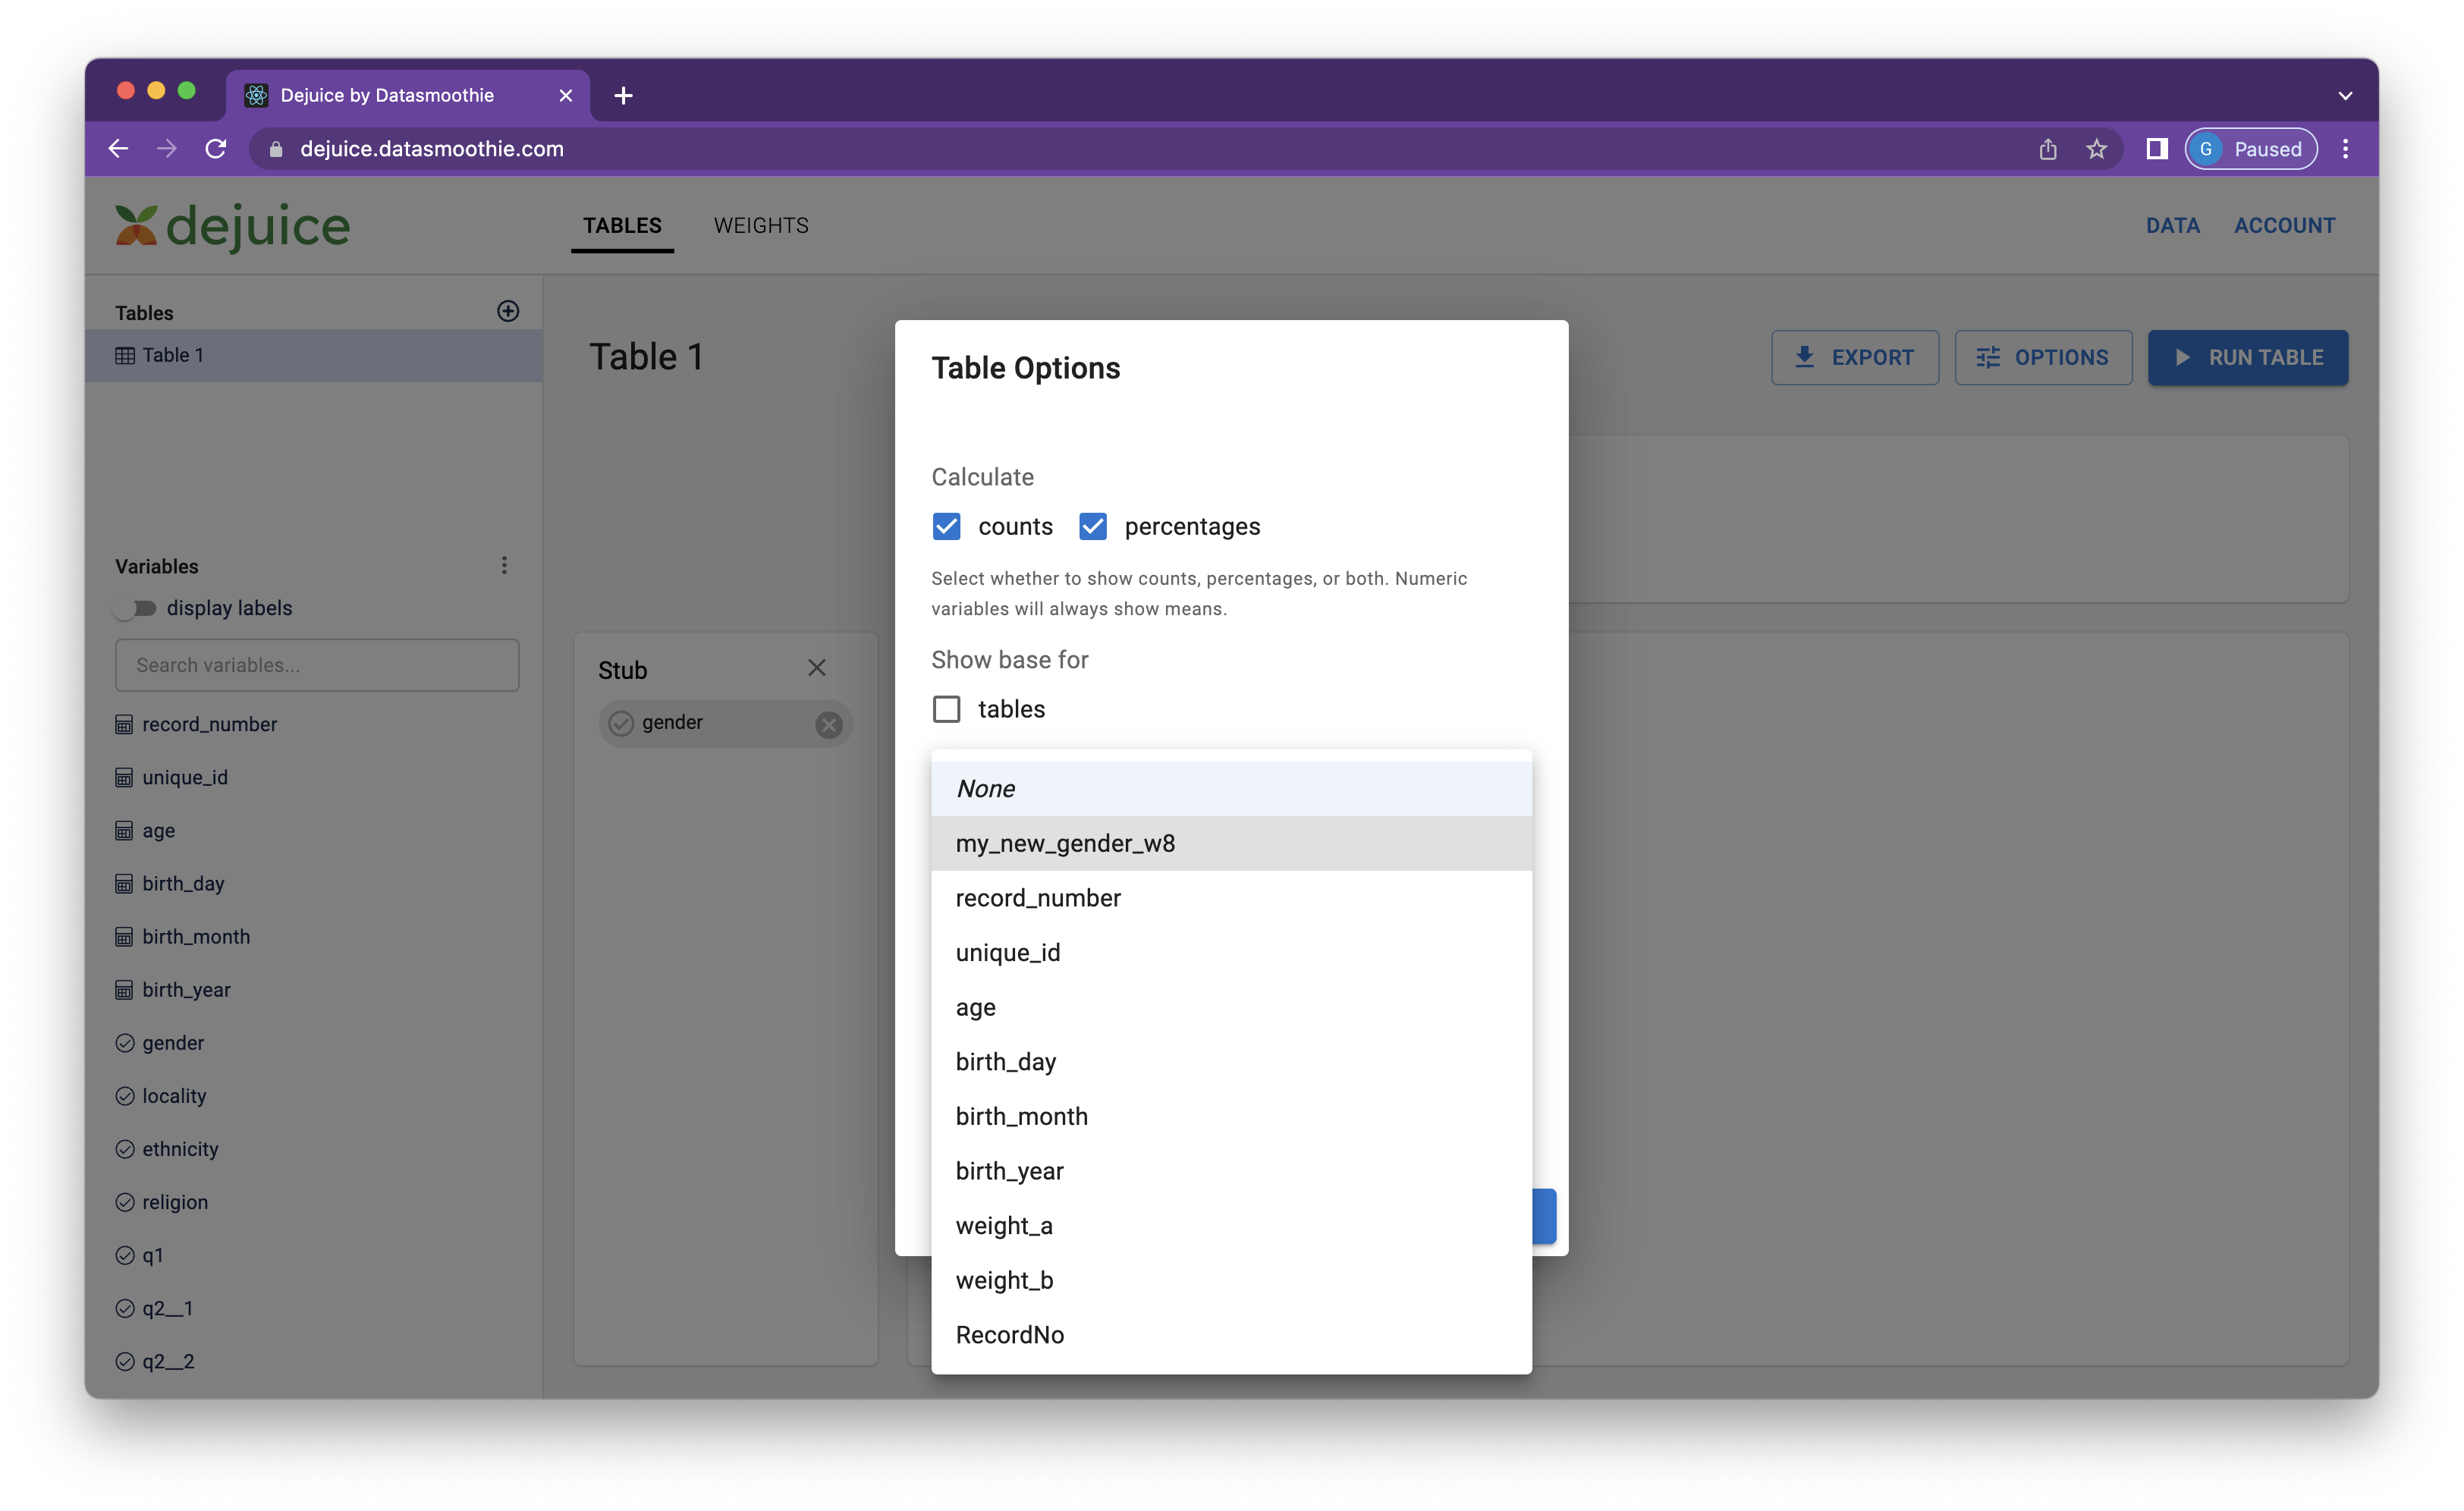 Dejuice by Datasmoothie
dejuice.datasmoothie.com
G Paused
dejuice
TABLES WEIGHTS
DATA ACCOUNT
Tables
Table 1
Variables
display labels
Search variables...
record_number
unique_id
age
birth_day
birth_month
birth_year
gender
locality
ethnicity
religion
q1
q2__1
q2__2
Table 1
EXPORT OPTIONS RUN TABLE
Stub
gender
Table Options
Calculate
counts percentages
Select whether to show counts, percentages, or both. Numeric
variables will always show means.
Show base for
tables
None
my_new_gender_w8
record_number
unique_id
age
birth_day
birth_month
birth_year
weight_a
weight_b
RecordNo